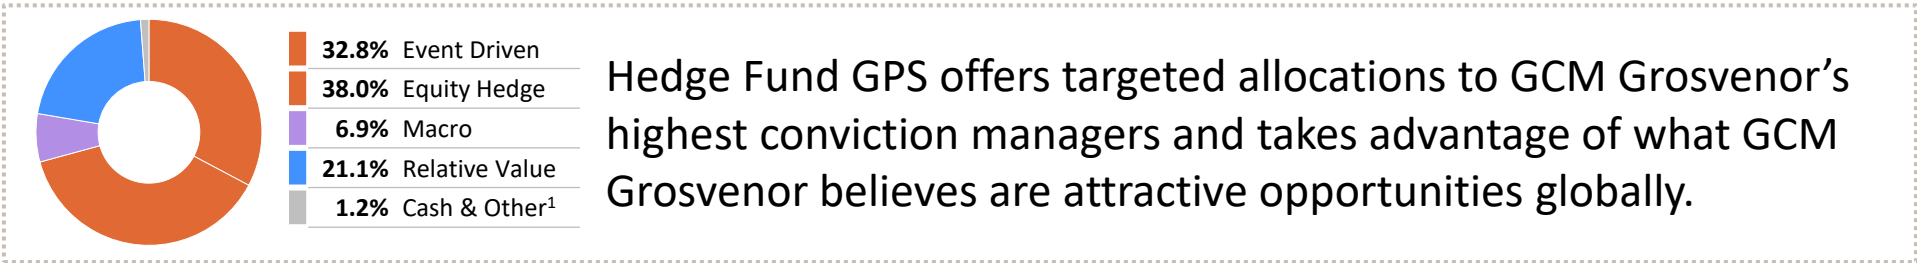 32.8% Event Driven
38.0% Equity Hedge
6.9% Macro
21.1% Relative Value
1.2% Cash & Other¹
Hedge Fund GPS offers targeted allocations to GCM Grosvenor’s
highest conviction managers and takes advantage of what GCM
Grosvenor believes are attractive opportunities globally.